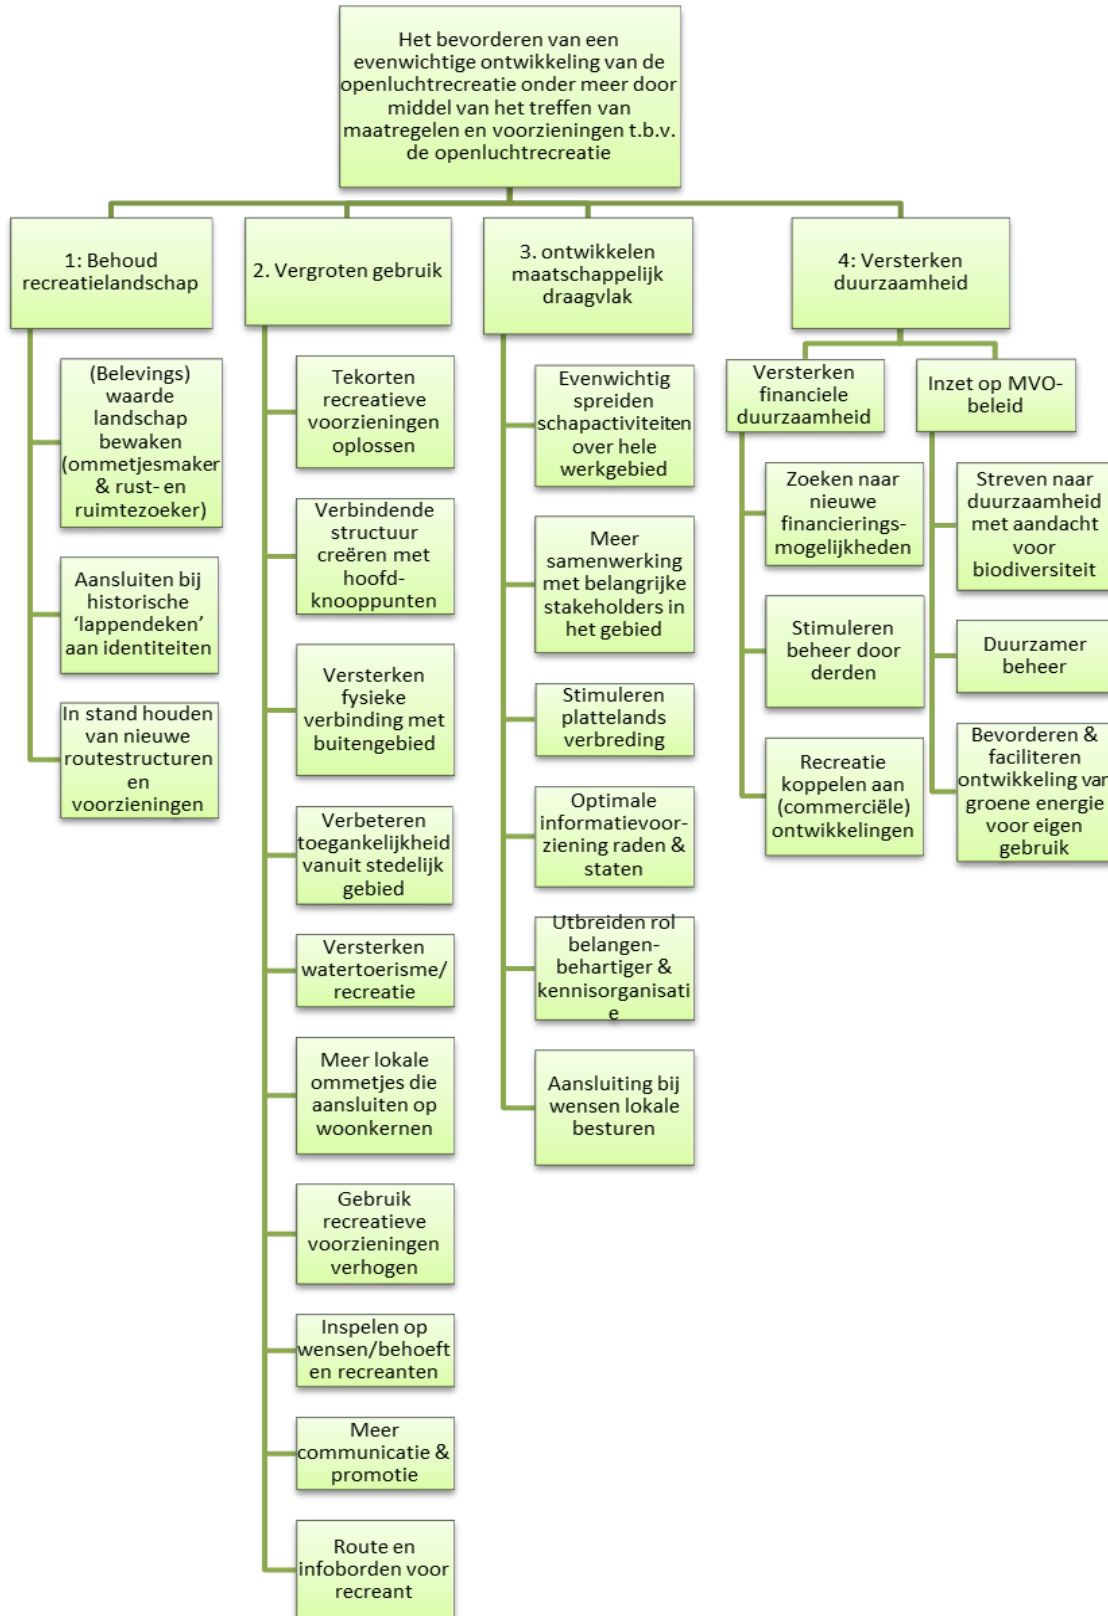 Het bevorderen van een
evenwichtige ontwikkeling van de
openluchtrecreatie onder meer door
middel van het treffen van
maatregelen en voorzieningen t.b.v.
de openluchtrecreatie
1: Behoud
recreatielandschap
(Belevings)
waarde
landschap
bewaken
(ommetjesmaker
& rust- en
ruimtezoeker)
Aansluiten bij
historische
‘lappendeken’
aan identiteiten
In stand houden
van nieuwe
routestructuren
en
voorzieningen
2. Vergroten gebruik
Tekorten
recreatieve
voorzieningen
oplossen
Verbindende
structuur
creëren met
hoofd-
knooppunten
Versterken
fysieke
verbinding met
buitengebied
Verbeteren
toegankelijkheid
vanuit stedelijk
gebied
Versterken
watertoerisme/
recreatie
Meer lokale
ommetjes die
aansluiten op
woonkernen
Gebruik
recreatieve
voorzieningen
verhogen
Inspelen op
wensen/behoeft
en recreanten
Meer
communicatie &
promotie
Route en
infoborden voor
recreant
3. ontwikkelen
maatschappelijk
draagvlak
Evenwichtig
spreiden
schapactiviteiten
over hele
werkgebied
Meer
samenwerking
met belangrijke
stakeholders in
het gebied
Stimuleren
plattelands
verbreding
Optimale
informatievoor-
ziening raden &
staten
Utbreiden rol
belangen-
behartiger &
kennisorganisati
e
Aansluiting bij
wensen lokale
besturen
4: Versterken
duurzaamheid
Versterken
financiele
duurzaamheid
Zoeken naar
nieuwe
financierings-
mogelijkheden
Stimuleren
beheer door
derden
Recreatie
koppelen aan
(commerciële)
ontwikkelingen
Inzet op MVO-
beleid
Streven naar
duurzaamheid
met aandacht
voor
biodiversiteit
Duurzamer
beheer
Bevorderen &
faciliteren
ontwikkeling van
groene energie
voor eigen
gebruik